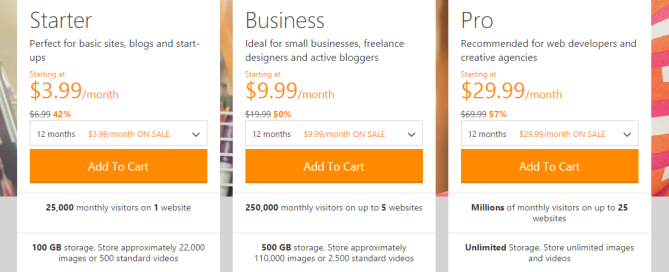 Starter
Perfect for basic sites, blogs and start-
ups
Starting at
$3.99/month
$6.99 42%
12 months $3.99/month ON SALE
Add To Cart
25,000 monthly visitors on 1 website
100 GB storage. Store approximately 22,000
images or 500 standard videos
Business
Ideal for small businesses, freelance
designers and active bloggers
Starting at
$9.99/month
$19.99 50%
12 months $9.99/month ON SALE
Add To Cart
250,000 monthly visitors on up to 5 websites
500 GB storage. Store approximately
110,000 images or 2,500 standard videos
Pro
Recommended for web developers and
creative agencies
Starting at
$29.99/month
$69.99 57%
12 months $29.99/month ON SALE
Add To Cart
Millions of monthly visitors on up to 25
websites
Unlimited Storage. Store unlimited images
and videos